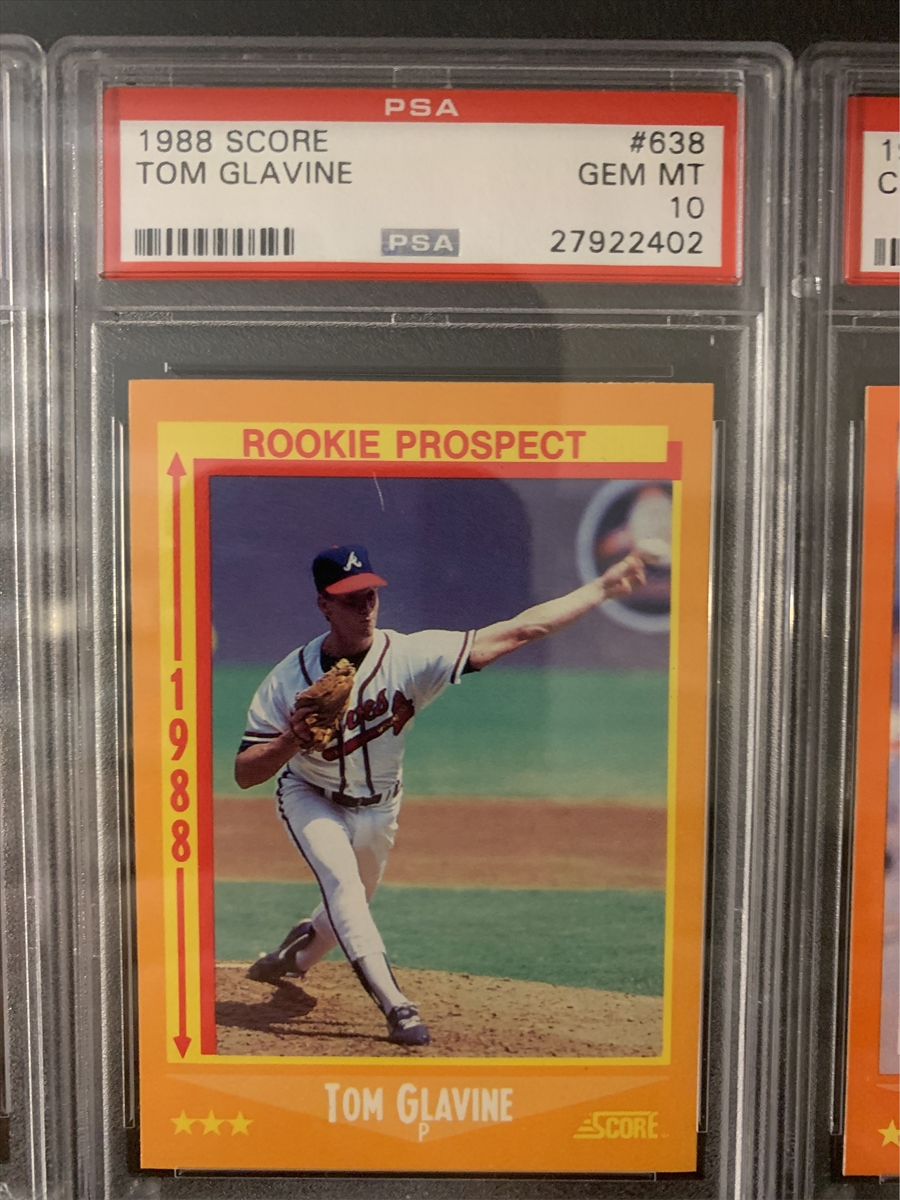 PSA
1988 SCORE #638
TOM GLAVINE GEM MT
10
PSA 27922402
ROOKIE PROSPECT
1988
A
TOM GLAVINE
P
SCORE